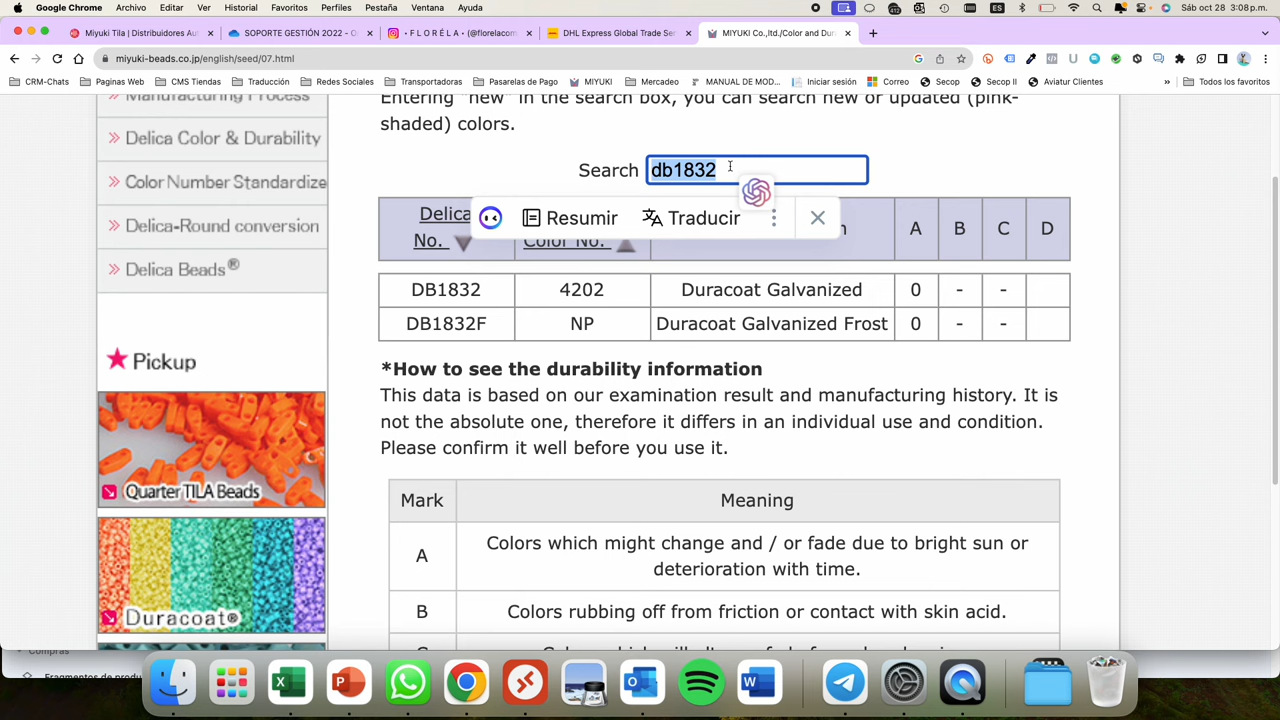 Google Chrome Archivo Editar Ver Historial Favoritos Perfiles Pestaña Ventana Ayuda
Sáb oct 28 3:08 p.m.
Miyuki Tila | Distribuidores Au
SOPORTE GESTIÓN 2022 - O
• F L O R É L A • (@florelacom
DHL Express Global Trade Ser
MIYUKI Co.,ltd./Color and Dur
miyuki-beads.co.jp/english/seed/07.html
CRM-Chats Paginas Web CMS Tiendas Traducción Redes Sociales Transportadoras Pasarelas de Pago MIYUKI Mercadeo MANUAL DE MOD... Iniciar sesión Correo Secop Secop II Aviatur Clientes » Todos los favoritos
Manufacturing Process
Delica Color & Durability
Color Number Standardize
Delica-Round conversion
Delica Beads®
Pickup
Quarter TILA Beads
Duracoat®
Entering "new" in the search box, you can search new or updated (pink-
shaded) colors.
Search db1832
Resumir Traducir
Delica
No. Color No. A B C D
DB1832 4202 Duracoat Galvanized 0 - -
DB1832F NP Duracoat Galvanized Frost 0 - -
*How to see the durability information
This data is based on our examination result and manufacturing history. It is
not the absolute one, therefore it differs in an individual use and condition.
Please confirm it well before you use it.
Mark Meaning
A Colors which might change and / or fade due to bright sun or
deterioration with time.
B Colors rubbing off from friction or contact with skin acid.
Compras